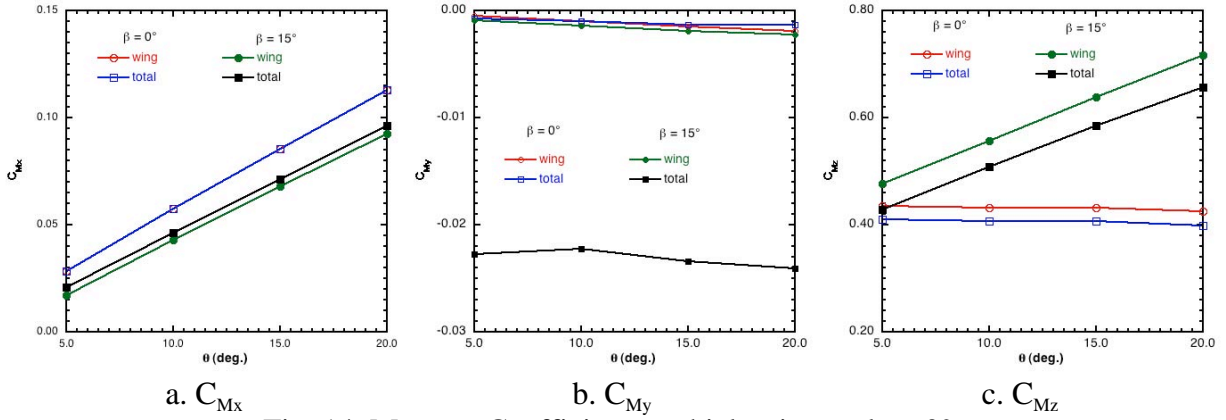 0.15
0.10
0.05
0.00
C_Mx
β = 0°
β = 15°
wing
wing
total
total
5.0 10.0 15.0 20.0
θ (deg.)
a. C_Mx
0.00
-0.01
-0.02
-0.03
C_My
β = 0°
β = 15°
wing
wing
total
total
5.0 10.0 15.0 20.0
θ (deg.)
b. C_My
0.80
0.60
0.40
0.20
C_Mz
β = 0°
β = 15°
wing
wing
total
total
5.0 10.0 15.0 20.0
θ (deg.)
c. C_Mz